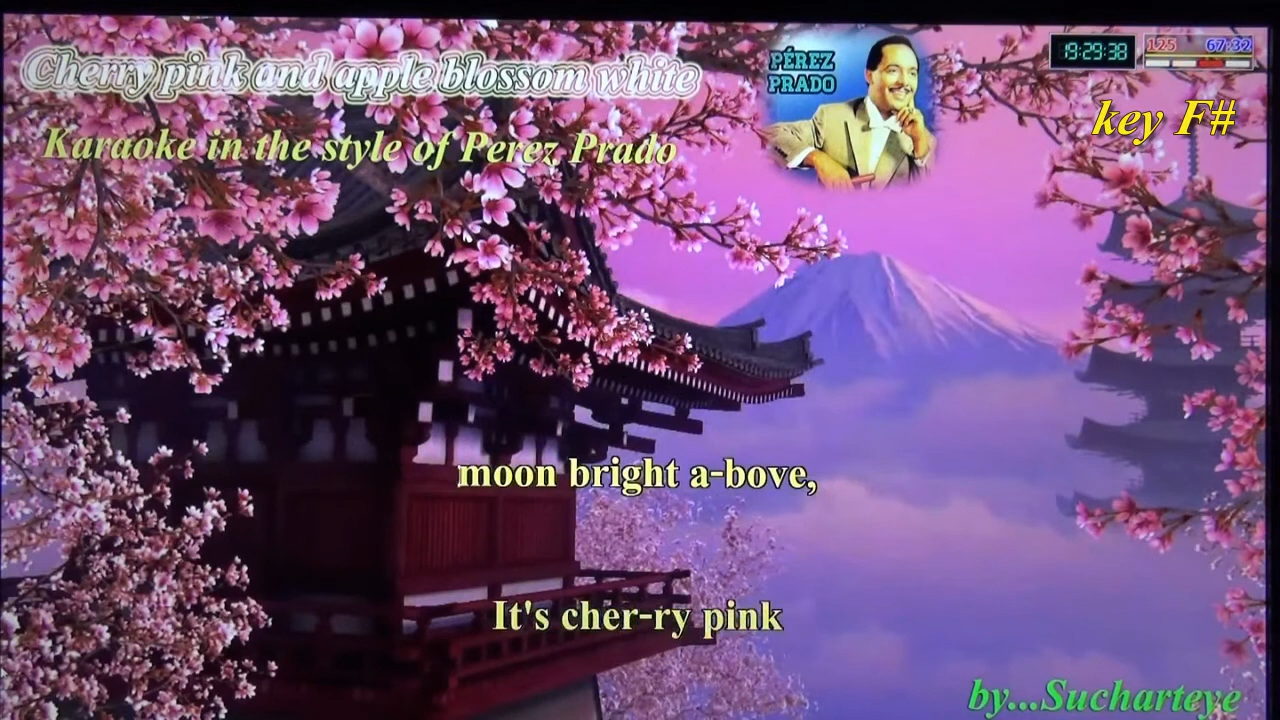 Cherry pink and apple blossom white
Karaoke in the style of Perez Prado
PÉREZ
PRADO
19:29:38
125 67:32
key F#
moon bright a-bove,
It's cher-ry pink
by...Sucharteye